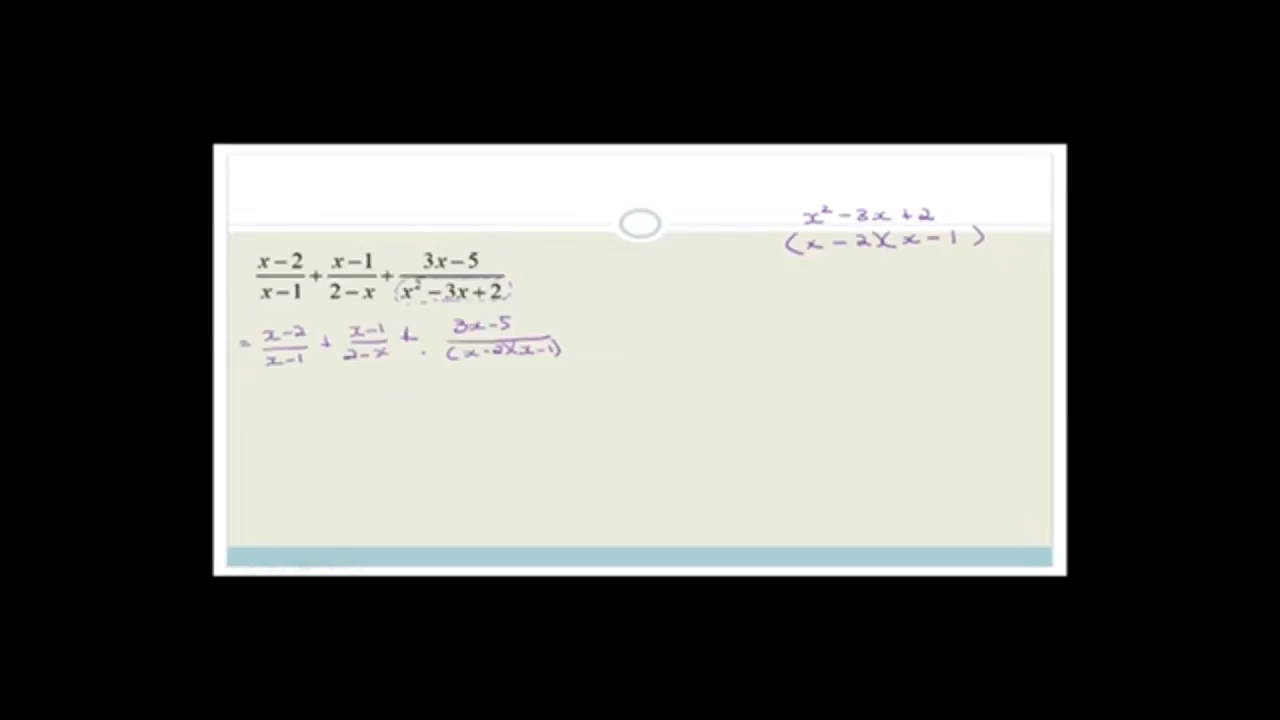 x² - 3x + 2
(x - 2)(x - 1)
x-2/x-1 + x-1/2-x + 3x-5/x²-3x+2
= x-2/x-1 + x-1/2-x + 3x-5/(x-2)(x-1)